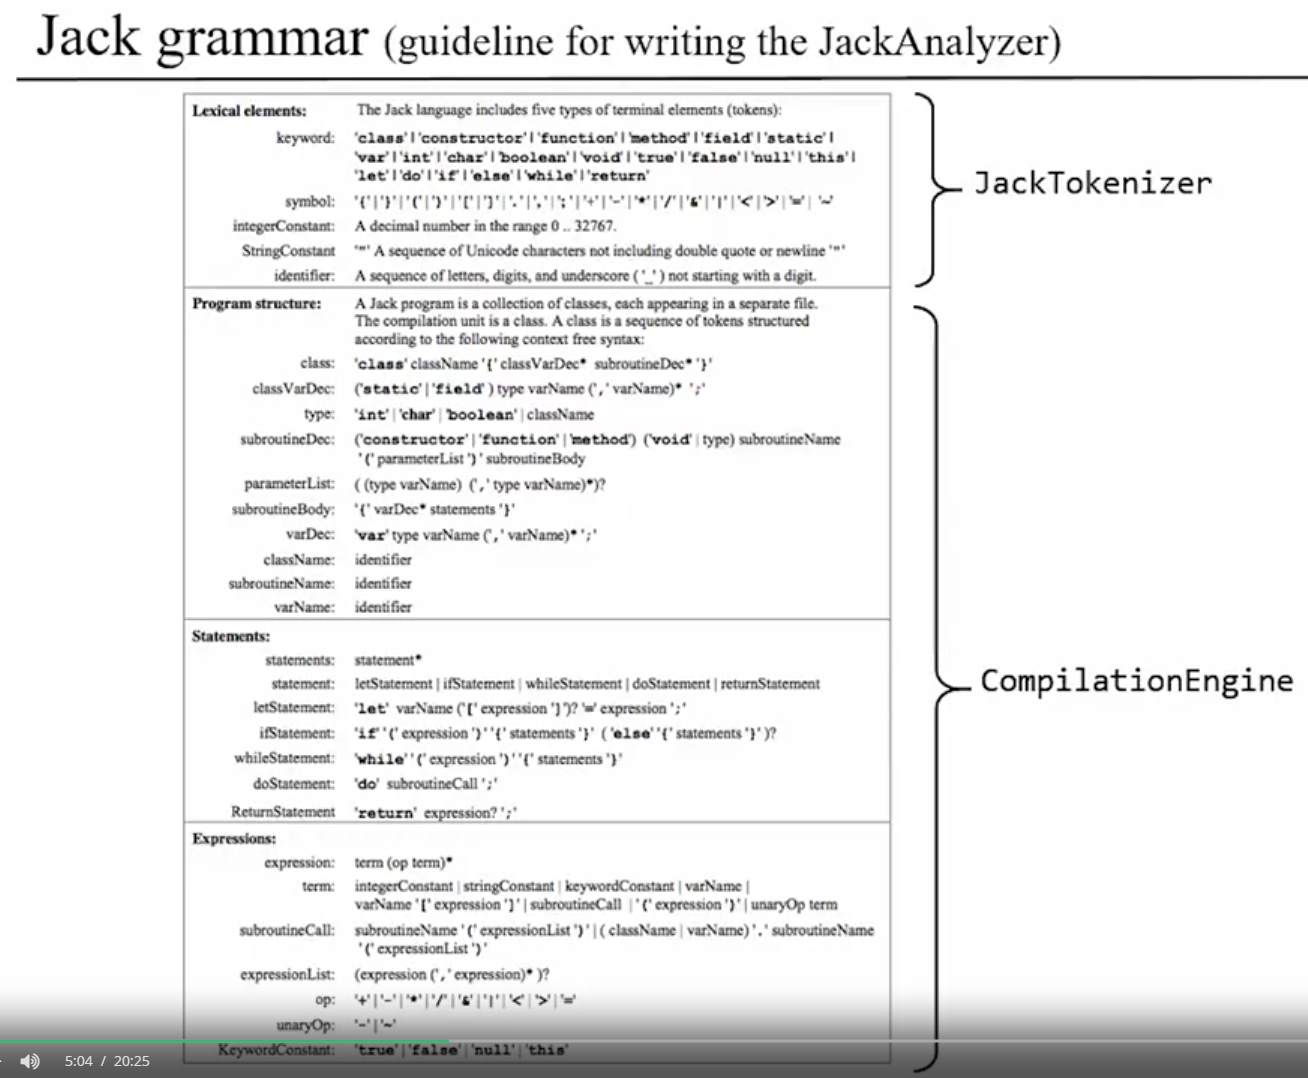 Jack grammar (guideline for writing the JackAnalyzer)
Lexical elements: The Jack language includes five types of terminal elements (tokens):
keyword: 'class'|'constructor'|'function'|'method'|'field'|'static'|
'var'|'int'|'char'|'boolean'|'void'|'true'|'false'|'null'|'this'|
'let'|'do'|'if'|'else'|'while'|'return'
symbol: '{'|'}'|'('|')'|'['|']'|'.'|','|';'|'+'|'-'|'*'|'/'|'&'|'|'|'<'|'>'|'='|'~'
integerConstant: A decimal number in the range 0 .. 32767.
StringConstant '"' A sequence of Unicode characters not including double quote or newline '"'
identifier: A sequence of letters, digits, and underscore ( '_' ) not starting with a digit.
JackTokenizer
Program structure: A Jack program is a collection of classes, each appearing in a separate file.
The compilation unit is a class. A class is a sequence of tokens structured
according to the following context free syntax:
class: 'class' className '{' classVarDec* subroutineDec* '}'
classVarDec: ('static'|'field' ) type varName (',' varName)* ';'
type: 'int'|'char'|'boolean'|className
subroutineDec: ('constructor'|'function'|'method') ('void'|type) subroutineName
'(' parameterList ')' subroutineBody
parameterList: ( (type varName) (',' type varName)*)?
subroutineBody: '{' varDec* statements '}'
varDec: 'var' type varName (',' varName)* ';'
className: identifier
subroutineName: identifier
varName: identifier
Statements:
statements: statement*
statement: letStatement | ifStatement | whileStatement | doStatement | returnStatement
letStatement: 'let' varName ('[' expression ']')? '=' expression ';'
ifStatement: 'if' '(' expression ')' '{' statements '}' ( 'else' '{' statements '}' )?
whileStatement: 'while' '(' expression ')' '{' statements '}'
doStatement: 'do' subroutineCall ';'
ReturnStatement 'return' expression? ';'
Expressions:
expression: term (op term)*
term: integerConstant | stringConstant | keywordConstant | varName |
varName '[' expression ']' | subroutineCall | '(' expression ')' | unaryOp term
subroutineCall: subroutineName '(' expressionList ')' | ( className | varName) '.' subroutineName
'(' expressionList ')'
expressionList: (expression (',' expression)* )?
op: '+'|'-'|'*'|'/'|'&'|'|'|'<'|'>'|'='
unaryOp: '-'|'~'
KeywordConstant: 'true'|'false'|'null'|'this'
CompilationEngine
5:04 / 20:25